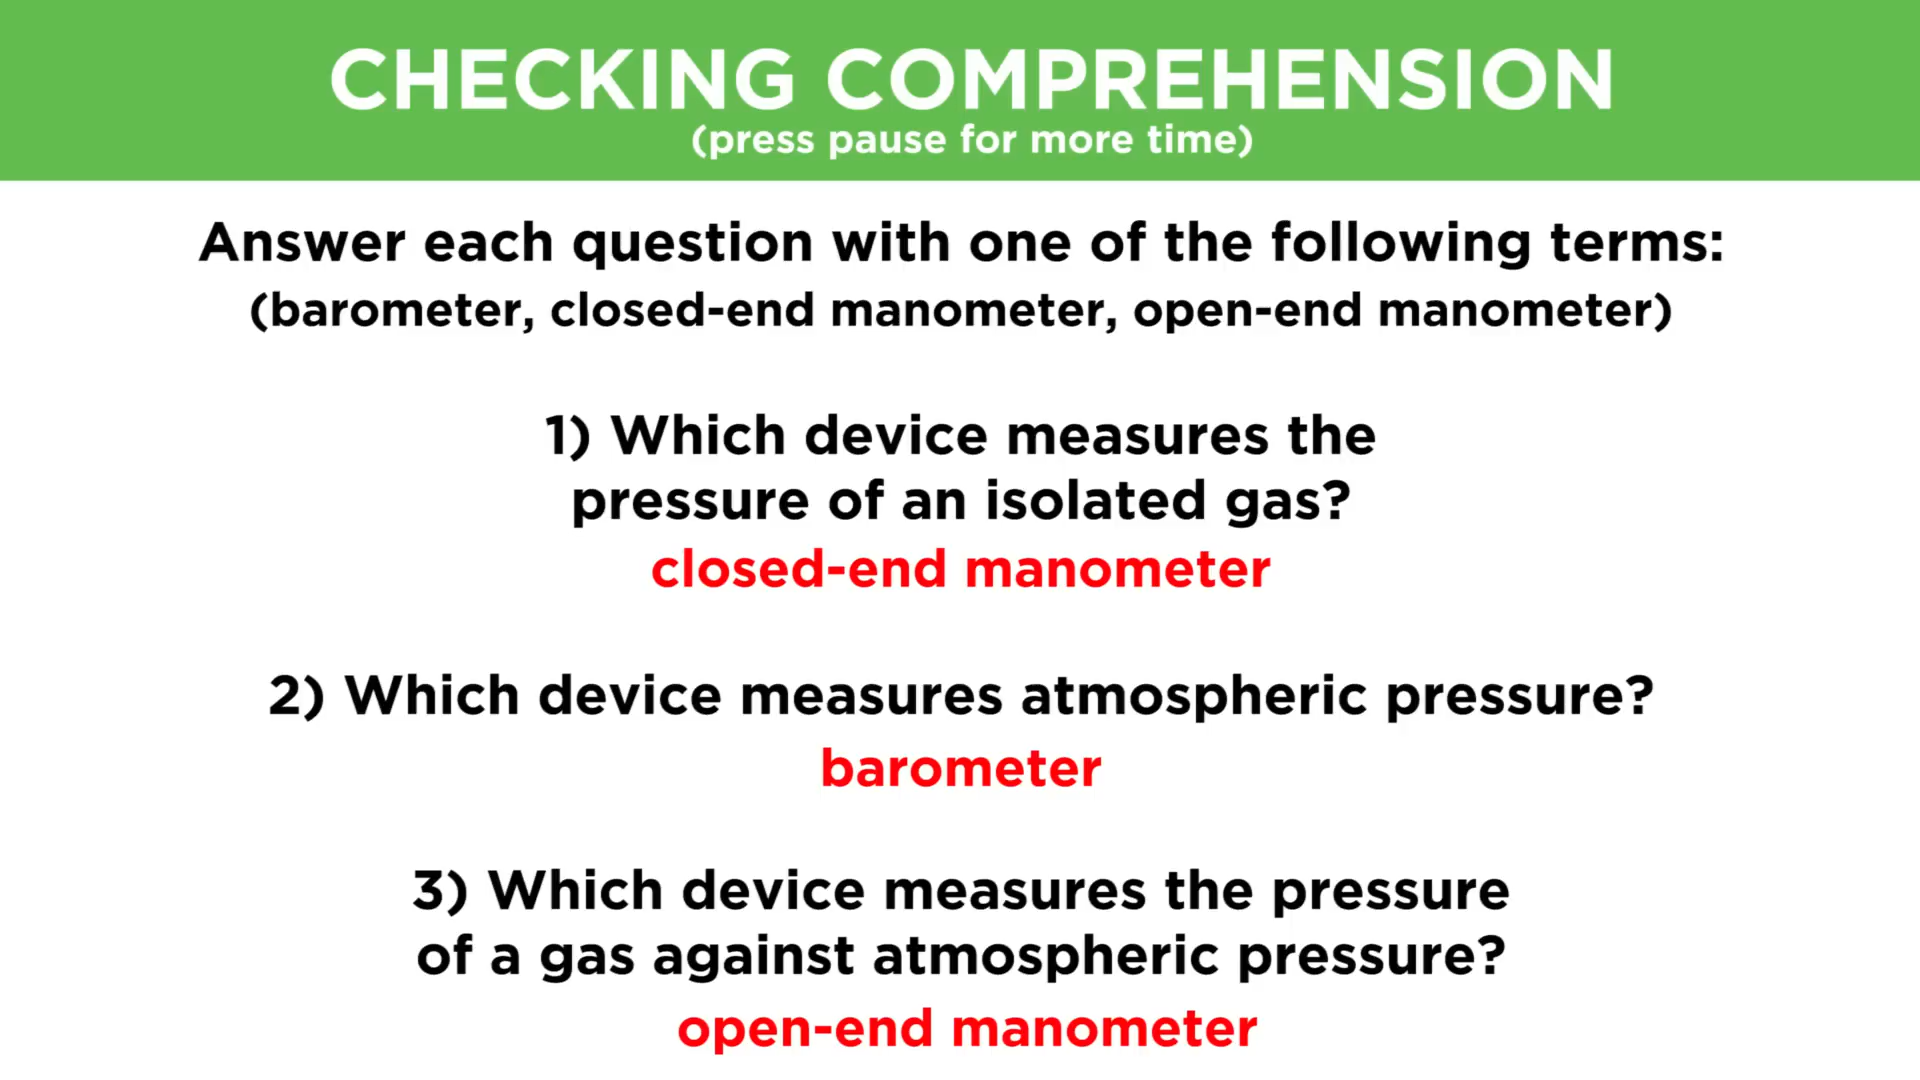 CHECKING COMPREHENSION
(press pause for more time)
Answer each question with one of the following terms:
(barometer, closed-end manometer, open-end manometer)
1) Which device measures the
pressure of an isolated gas?
closed-end manometer
2) Which device measures atmospheric pressure?
barometer
3) Which device measures the pressure
of a gas against atmospheric pressure?
open-end manometer